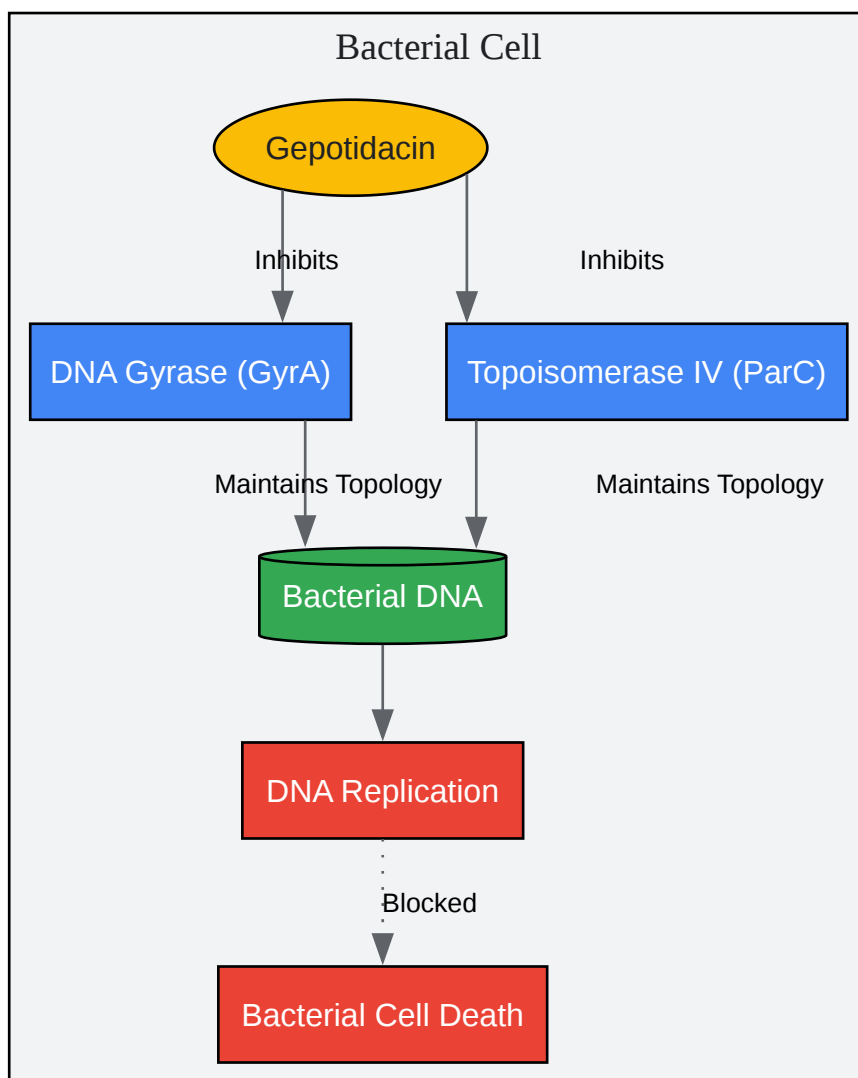 Bacterial Cell
Gepotidacin
Inhibits
Inhibits
DNA Gyrase (GyrA)
Topoisomerase IV (ParC)
Maintains Topology
Maintains Topology
Bacterial DNA
DNA Replication
Blocked
Bacterial Cell Death